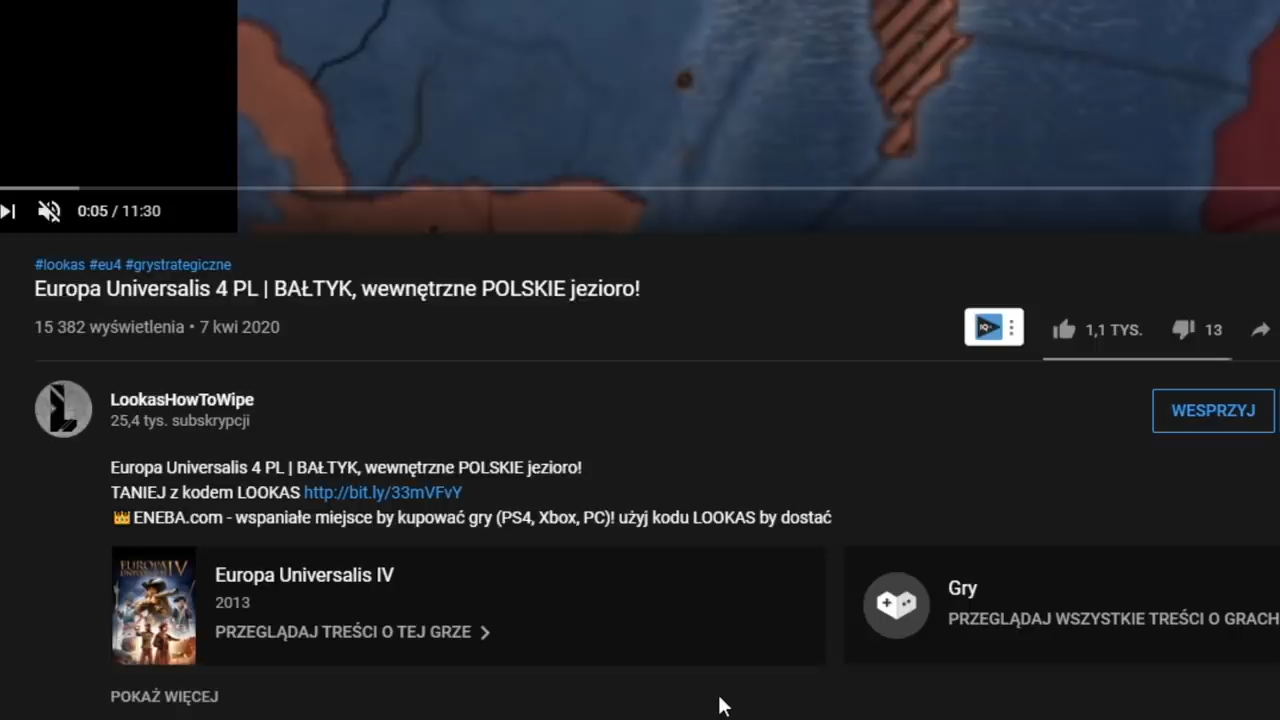 0:05 / 11:30
#lookas #eu4 #grystrategiczne
Europa Universalis 4 PL | BAŁTYK, wewnętrzne POLSKIE jezioro!
15 382 wyświetlenia • 7 kwi 2020
1,1 TYS.
13
LookasHowToWipe
25,4 tys. subskrypcji
WESPRZYJ
Europa Universalis 4 PL | BAŁTYK, wewnętrzne POLSKIE jezioro!
TANIEJ z kodem LOOKAS http://bit.ly/33mVFvY
👑 ENEBA.com - wspaniałe miejsce by kupować gry (PS4, Xbox, PC)! użyj kodu LOOKAS by dostać
EUROPA UNIVERSALIS IV
Europa Universalis IV
2013
PRZEGLĄDAJ TREŚCI O TEJ GRZE
Gry
PRZEGLĄDAJ WSZYSTKIE TREŚCI O GRACH
POKAŻ WIĘCEJ